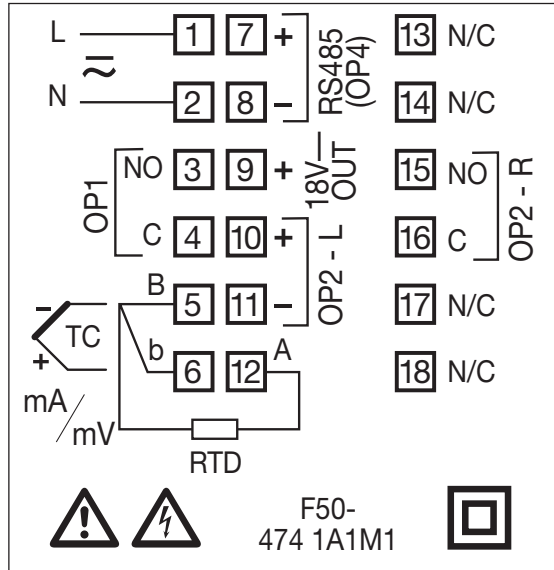 L 1 7 + RS485 (OP4) 13 N/C
N 2 8 – 14 N/C
OP1 NO 3 9 + 18V OUT 15 NO OP2 - R
C 4 10 + OP2 - L 16 C
B 5 11 – 17 N/C
– TC + b 6 12 A 18 N/C
mA/mV
RTD
F50-
474 1A1M1